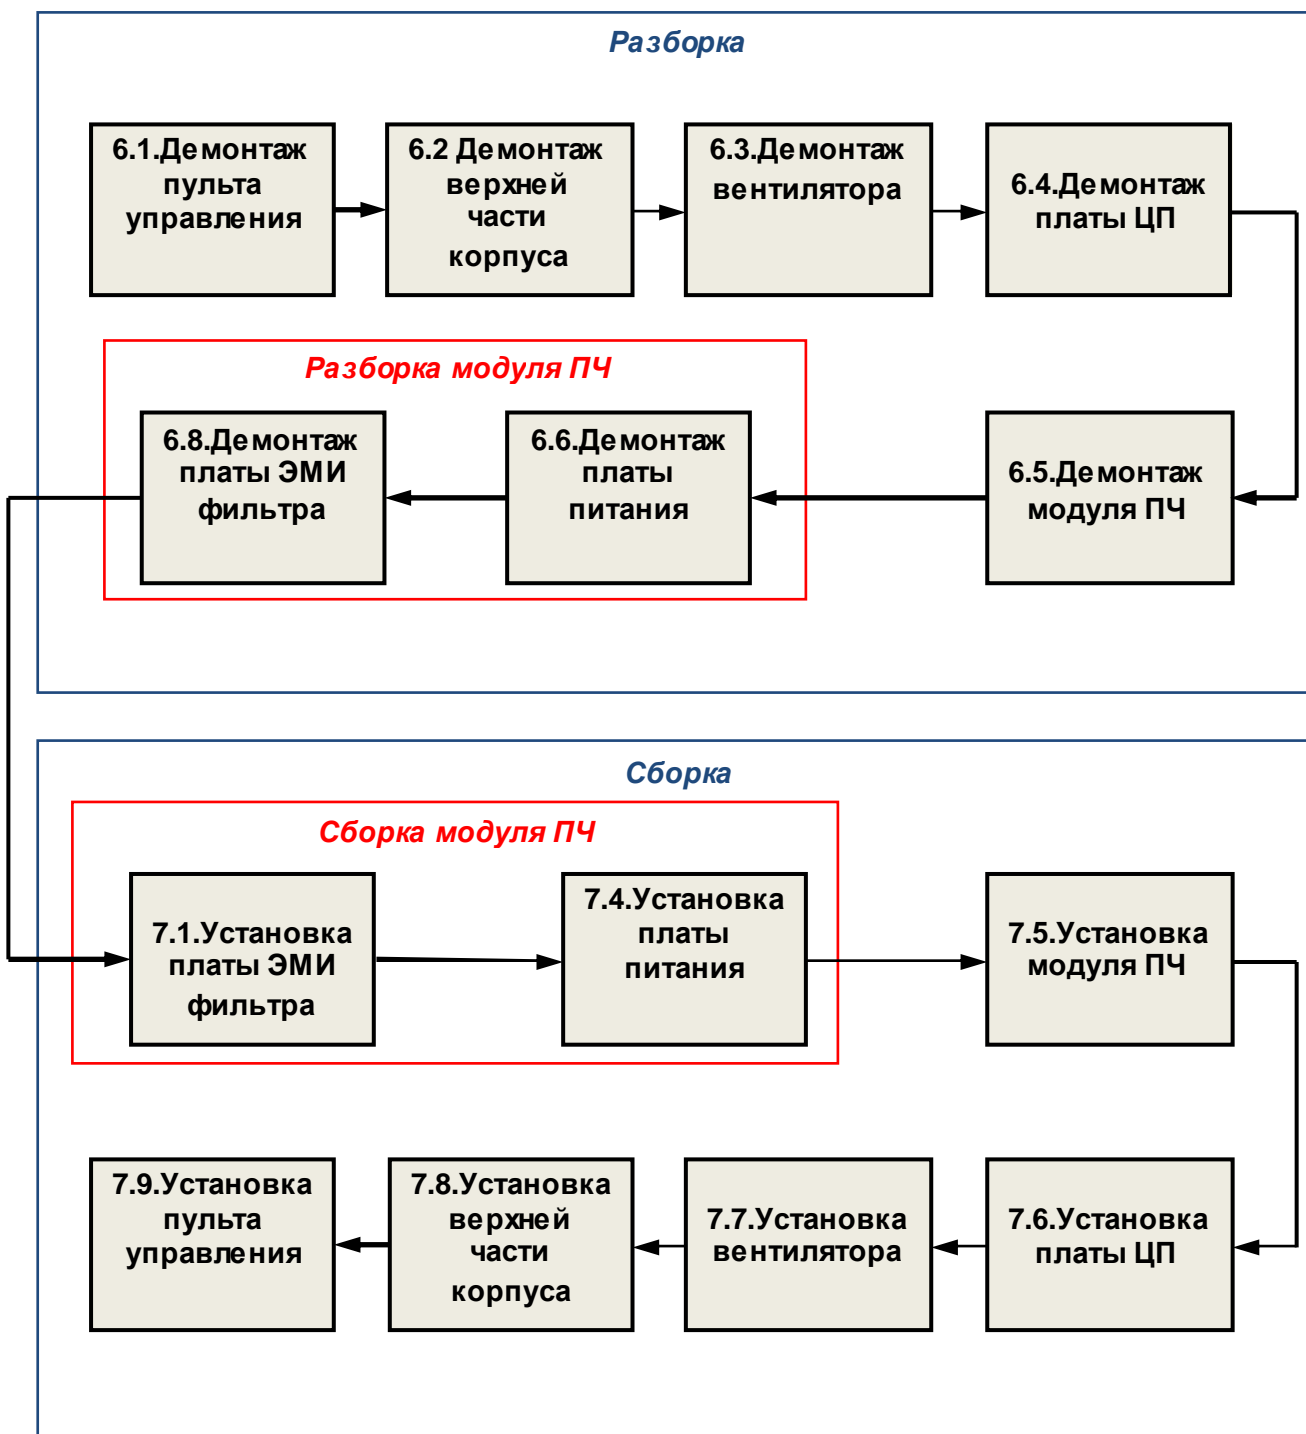 Разборка
6.1.Демонтаж
пульта
управления
6.2 Демонтаж
верхней
части
корпуса
6.3.Демонтаж
вентилятора
6.4.Демонтаж
платы ЦП
Разборка модуля ПЧ
6.8.Демонтаж
платы ЭМИ
фильтра
6.6.Демонтаж
платы
питания
6.5.Демонтаж
модуля ПЧ
Сборка
Сборка модуля ПЧ
7.1.Установка
платы ЭМИ
фильтра
7.4.Установка
платы
питания
7.5.Установка
модуля ПЧ
7.9.Установка
пульта
управления
7.8.Установка
верхней
части
корпуса
7.7.Установка
вентилятора
7.6.Установка
платы ЦП